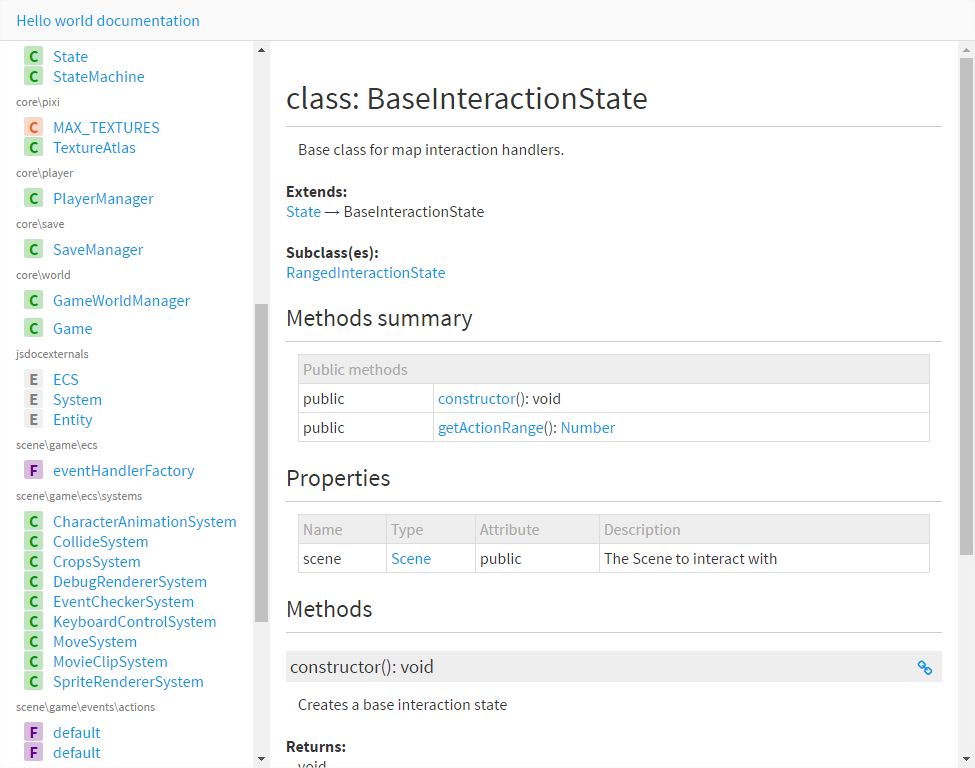 Hello world documentation
C State
C StateMachine
core\pixi
C MAX_TEXTURES
C TextureAtlas
core\player
C PlayerManager
core\save
C SaveManager
core\world
C GameWorldManager
C Game
jsdocexternals
E ECS
E System
E Entity
scene\game\ecs
F eventHandlerFactory
scene\game\ecs\systems
C CharacterAnimationSystem
C CollideSystem
C CropsSystem
C DebugRendererSystem
C EventCheckerSystem
C KeyboardControlSystem
C MoveSystem
C MovieClipSystem
C SpriteRendererSystem
scene\game\events\actions
F default
F default
class: BaseInteractionState
Base class for map interaction handlers.
Extends:
State → BaseInteractionState
Subclass(es):
RangedInteractionState
Methods summary
Public methods
public constructor(): void
public getActionRange(): Number
Properties
Name Type Attribute Description
scene Scene public The Scene to interact with
Methods
constructor(): void
Creates a base interaction state
Returns:
void